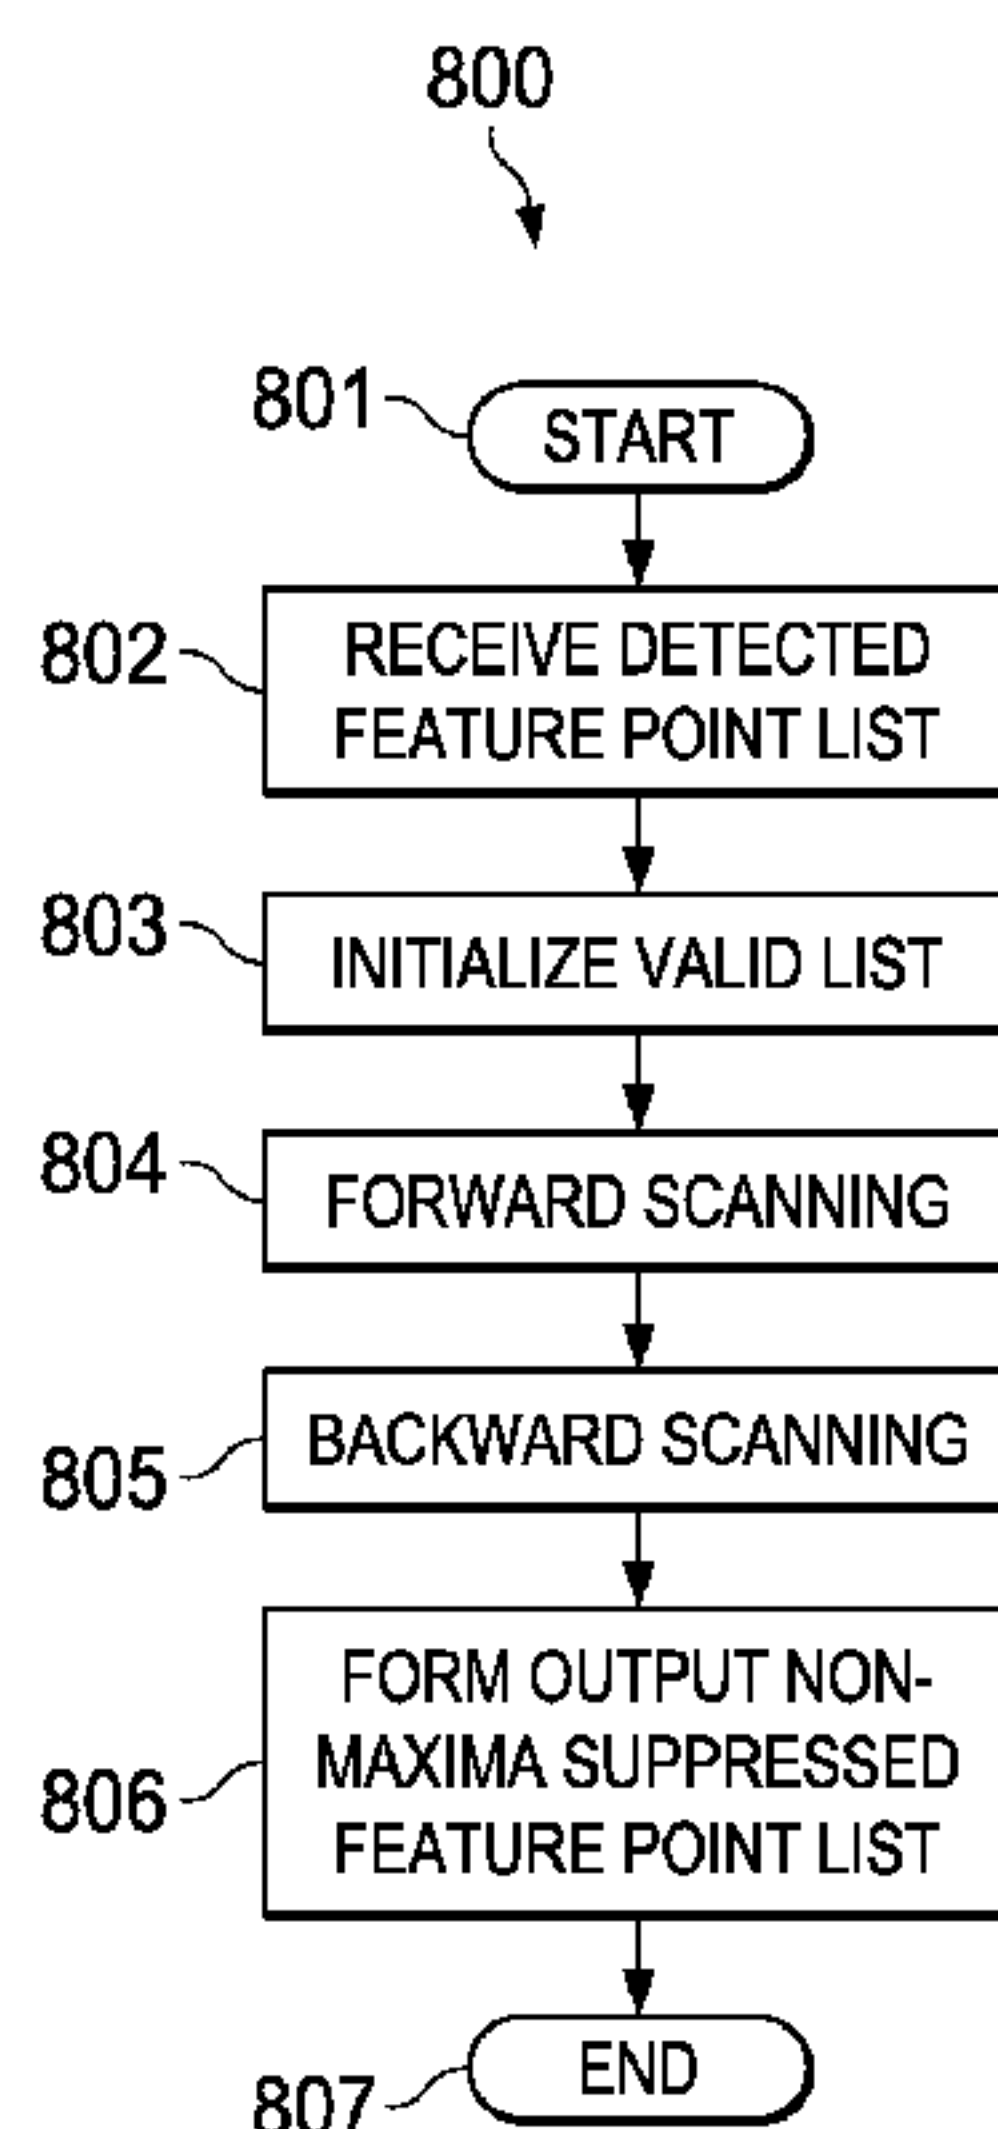 800
801
START
802
RECEIVE DETECTED
FEATURE POINT LIST
803
INITIALIZE VALID LIST
804
FORWARD SCANNING
805
BACKWARD SCANNING
806
FORM OUTPUT NON-
MAXIMA SUPPRESSED
FEATURE POINT LIST
807
END